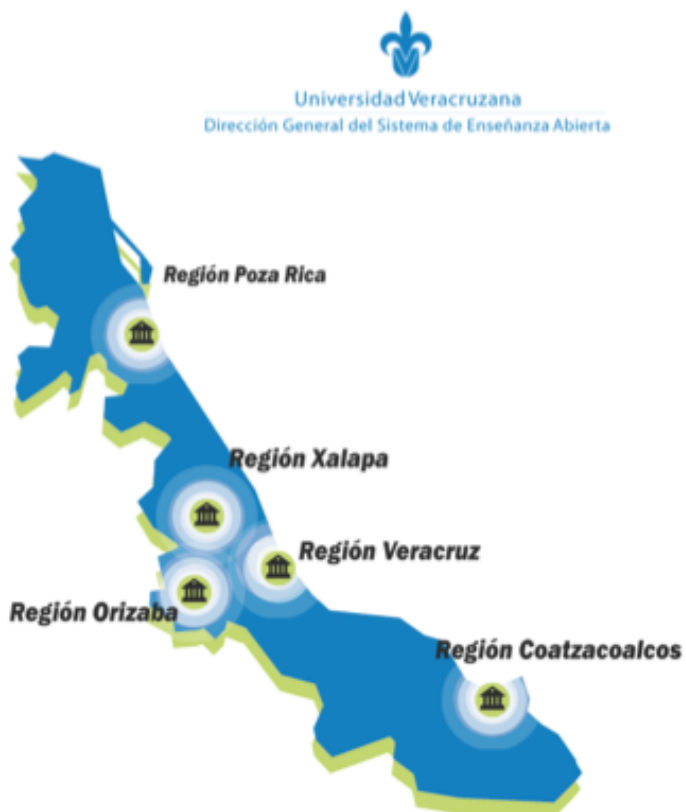 Universidad Veracruzana
Dirección General del Sistema de Enseñanza Abierta
Región Poza Rica
Región Xalapa
Región Veracruz
Región Orizaba
Región Coatzacoalcos